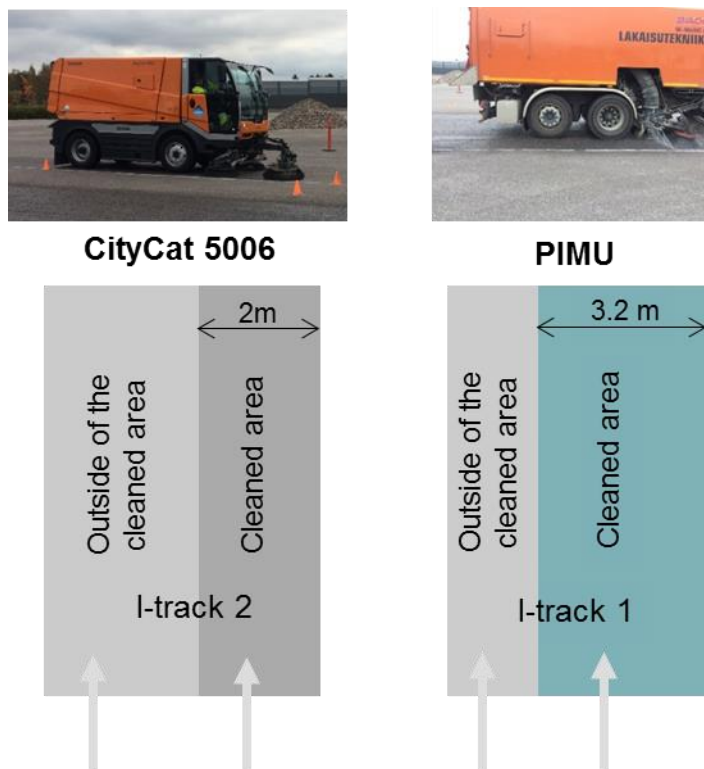 LAKAISUTEKNIIK
CityCat 5006
PIMU
2m
3.2 m
Outside of the
cleaned area
Cleaned area
Outside of the
cleaned area
Cleaned area
I-track 2
I-track 1